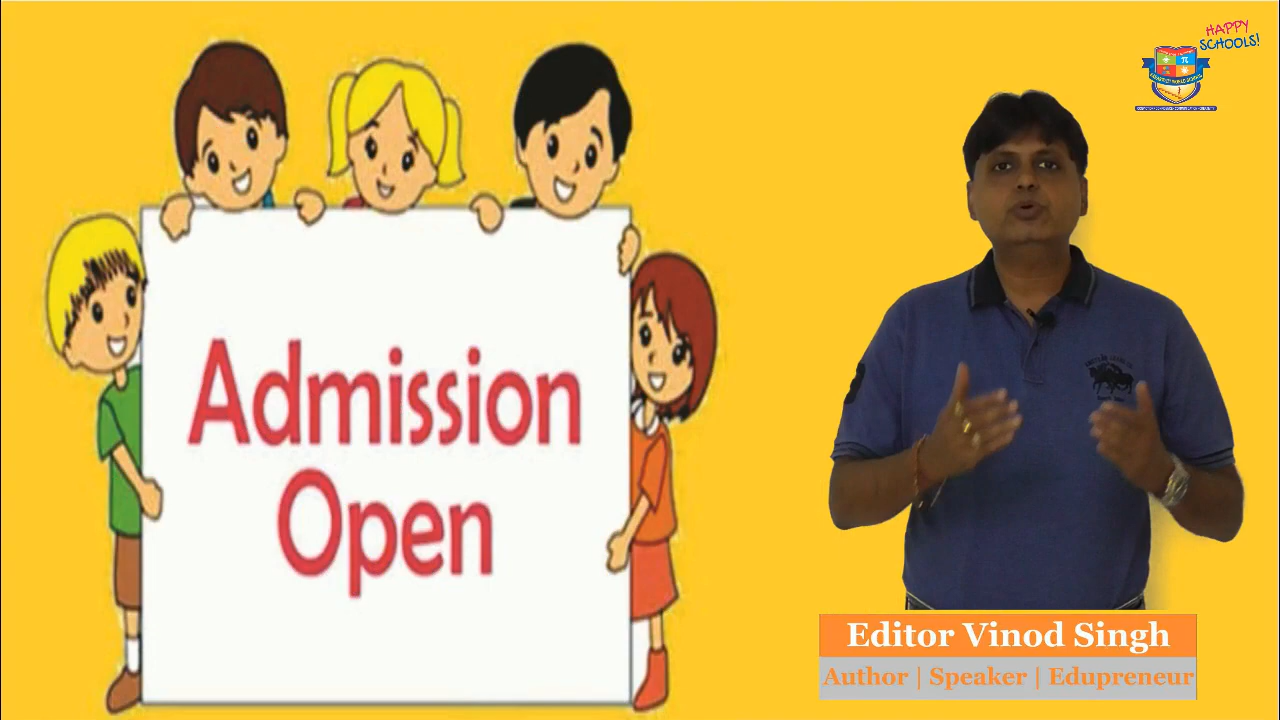 HAPPY
SCHOOLS!
Admission
Open
Editor Vinod Singh
Author | Speaker | Edupreneur